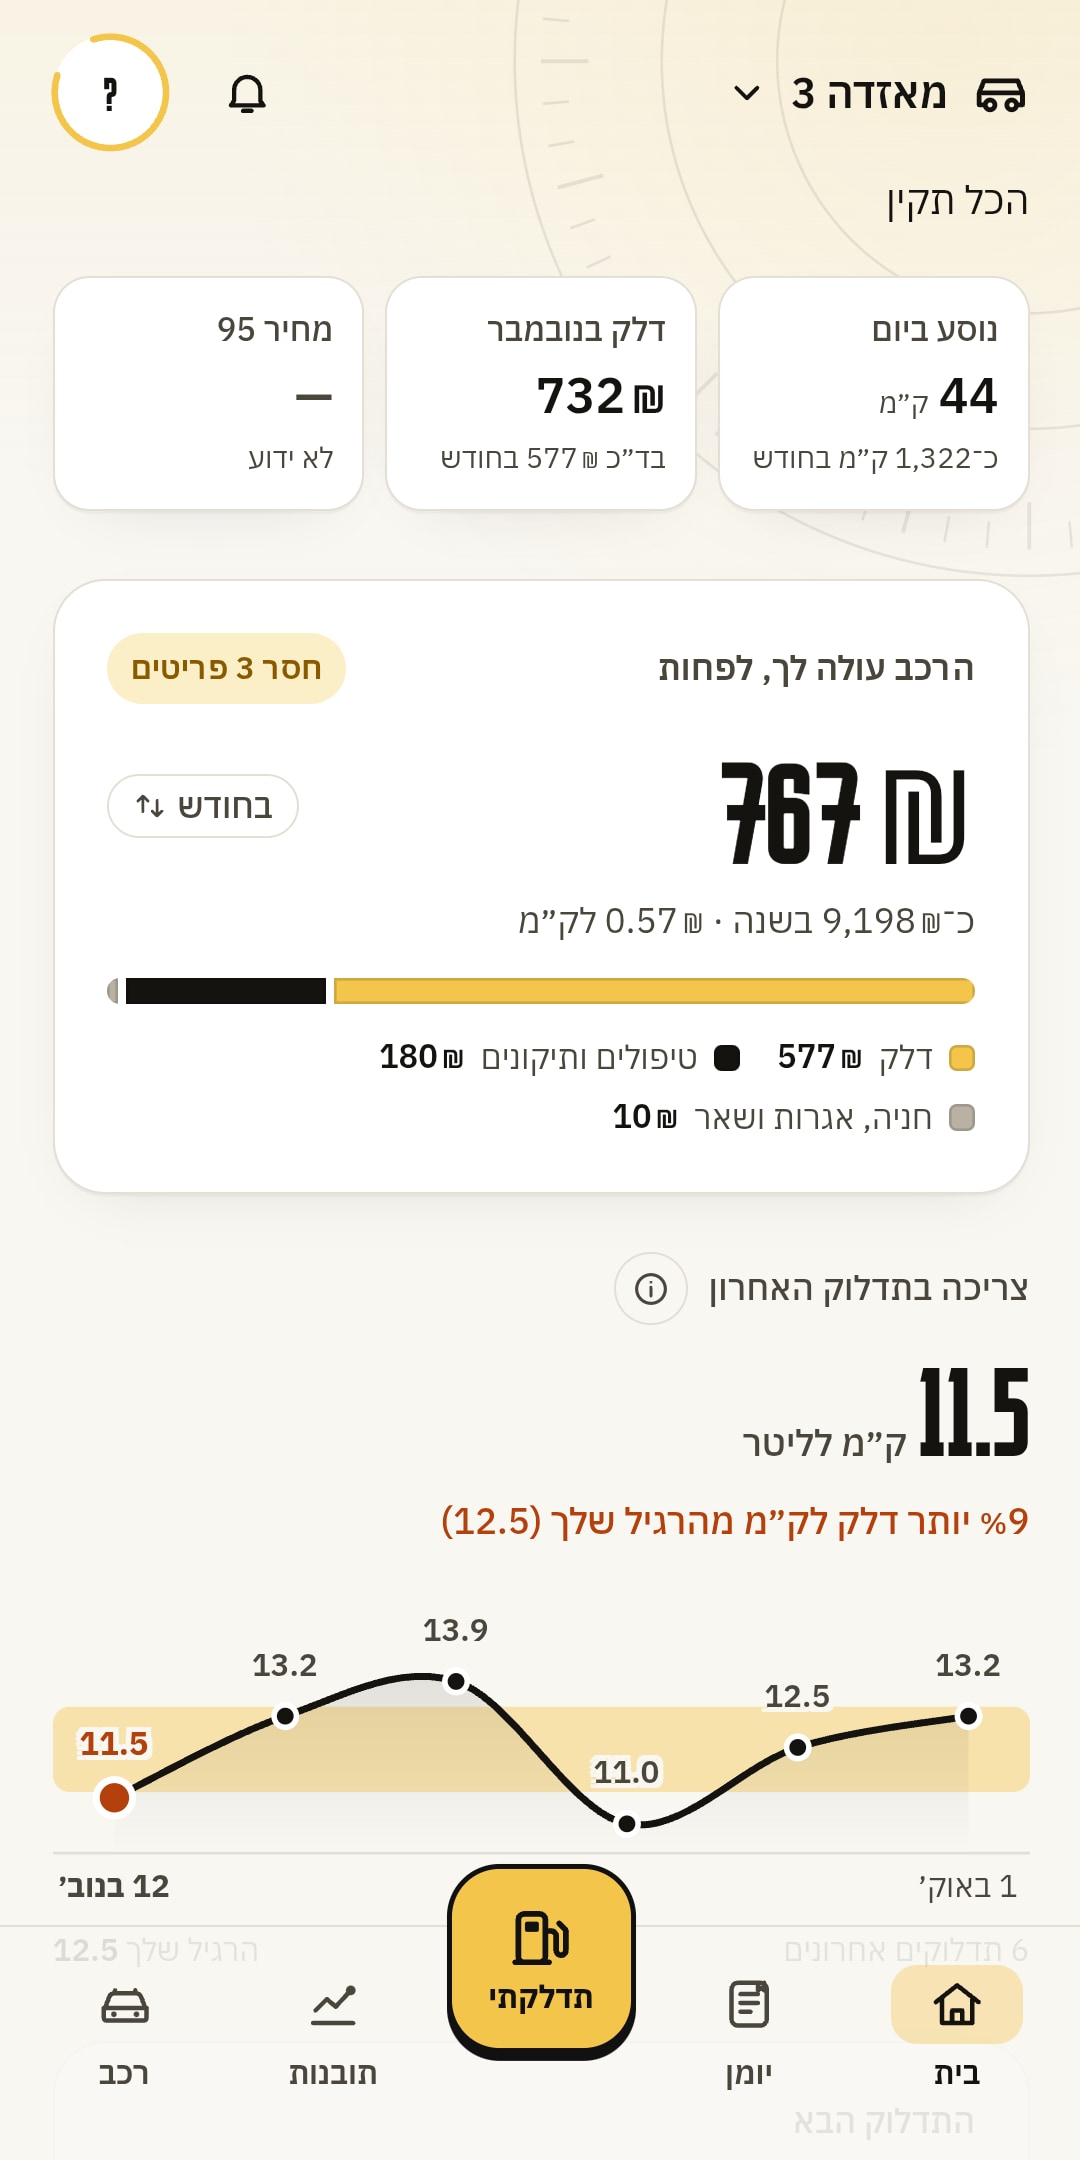 מאזדה 3
?
הכל תקין
נוסע ביום
44 ק״מ
כ־1,322 ק״מ בחודש
דלק בנובמבר
₪732
בד״כ ₪577 בחודש
מחיר 95
—
לא ידוע
הרכב עולה לך, לפחות
חסר 3 פריטים
₪ 767
בחודש
כ־₪9,198 בשנה · ₪0.57 לק״מ
דלק ₪577 טיפולים ותיקונים ₪180
חניה, אגרות ושאר ₪10
צריכה בתדלוק האחרון
11.5 ק״מ לליטר
9% יותר דלק לק״מ מהרגיל שלך (12.5)
13.2 12.5 11.0 13.9 13.2 11.5
1 באוק׳ 12 בנוב׳
6 תדלוקים אחרונים הרגיל שלך 12.5
בית יומן תדלקתי תובנות רכב
התדלוק הבא